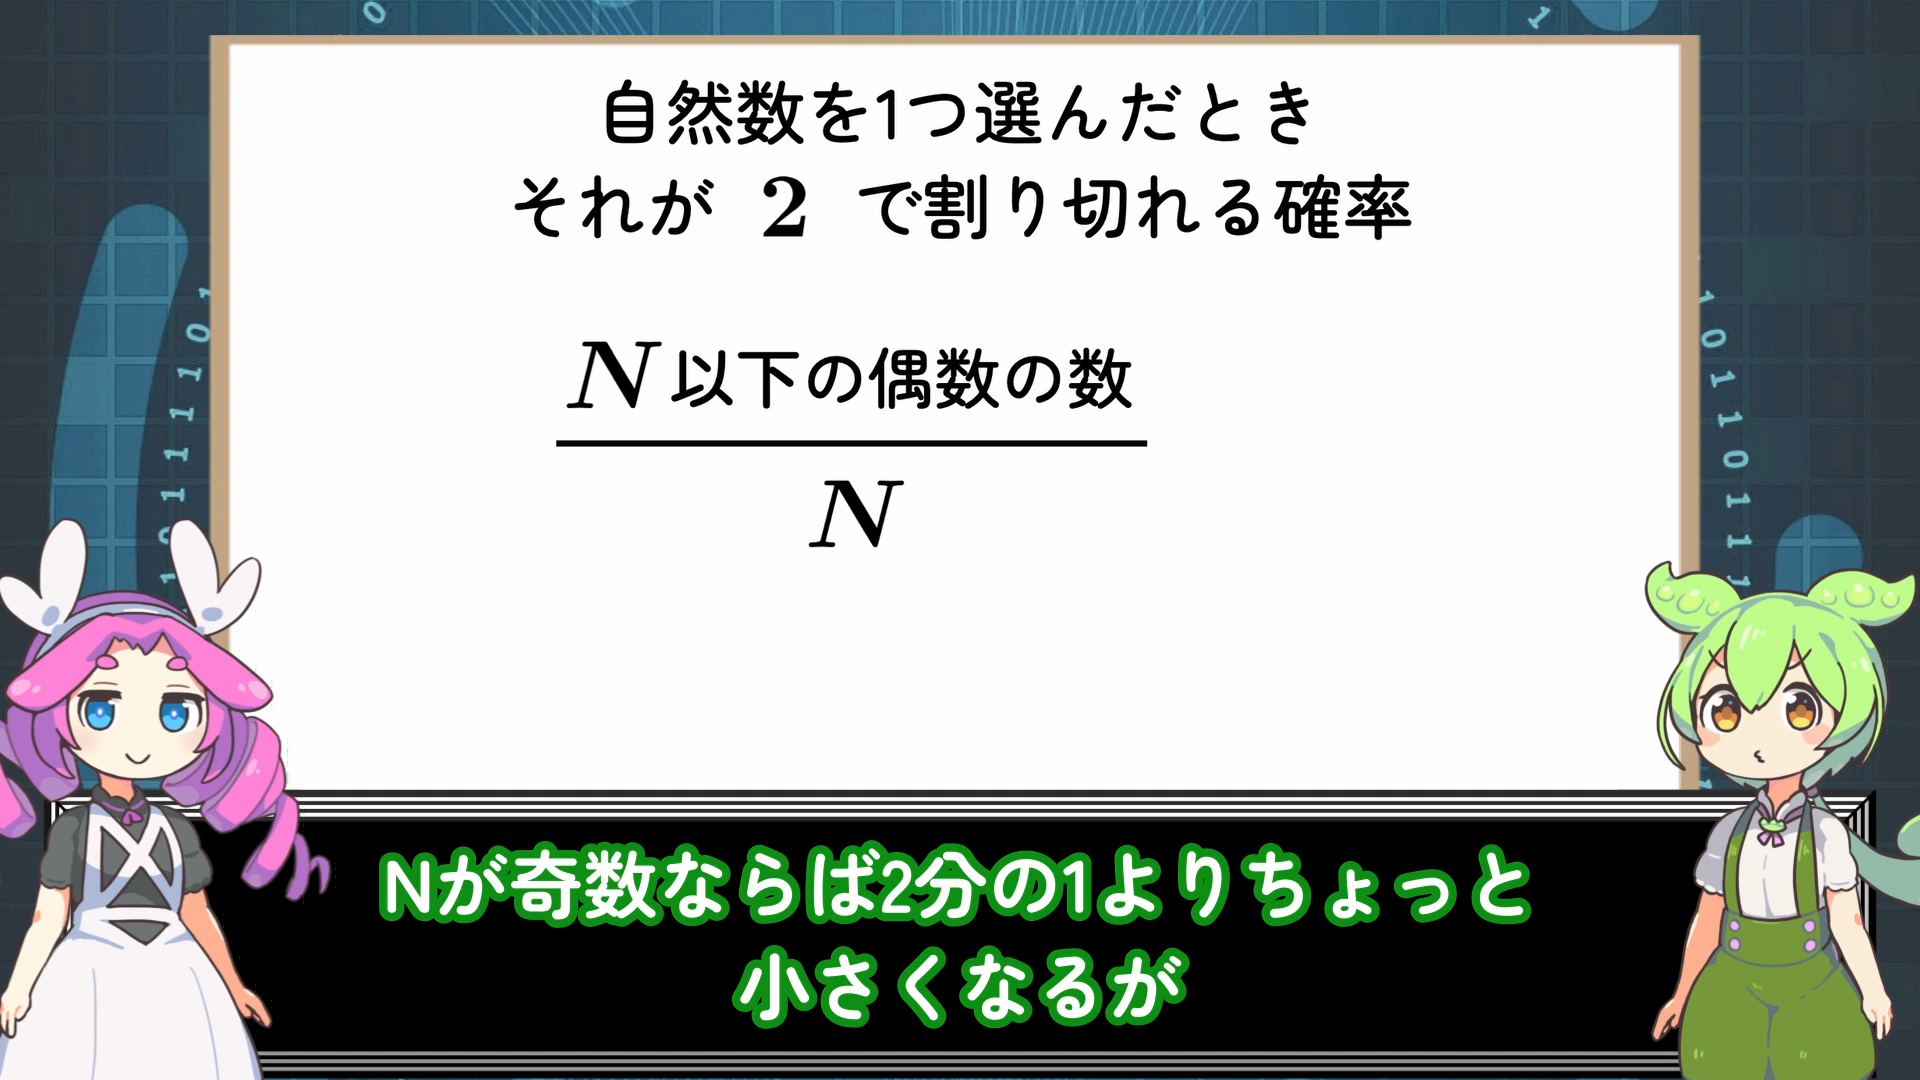 自然数を1つ選んだとき
それが 2 で割り切れる確率
N以下の偶数の数
N
Nが奇数ならば2分の1よりちょっと
小さくなるが